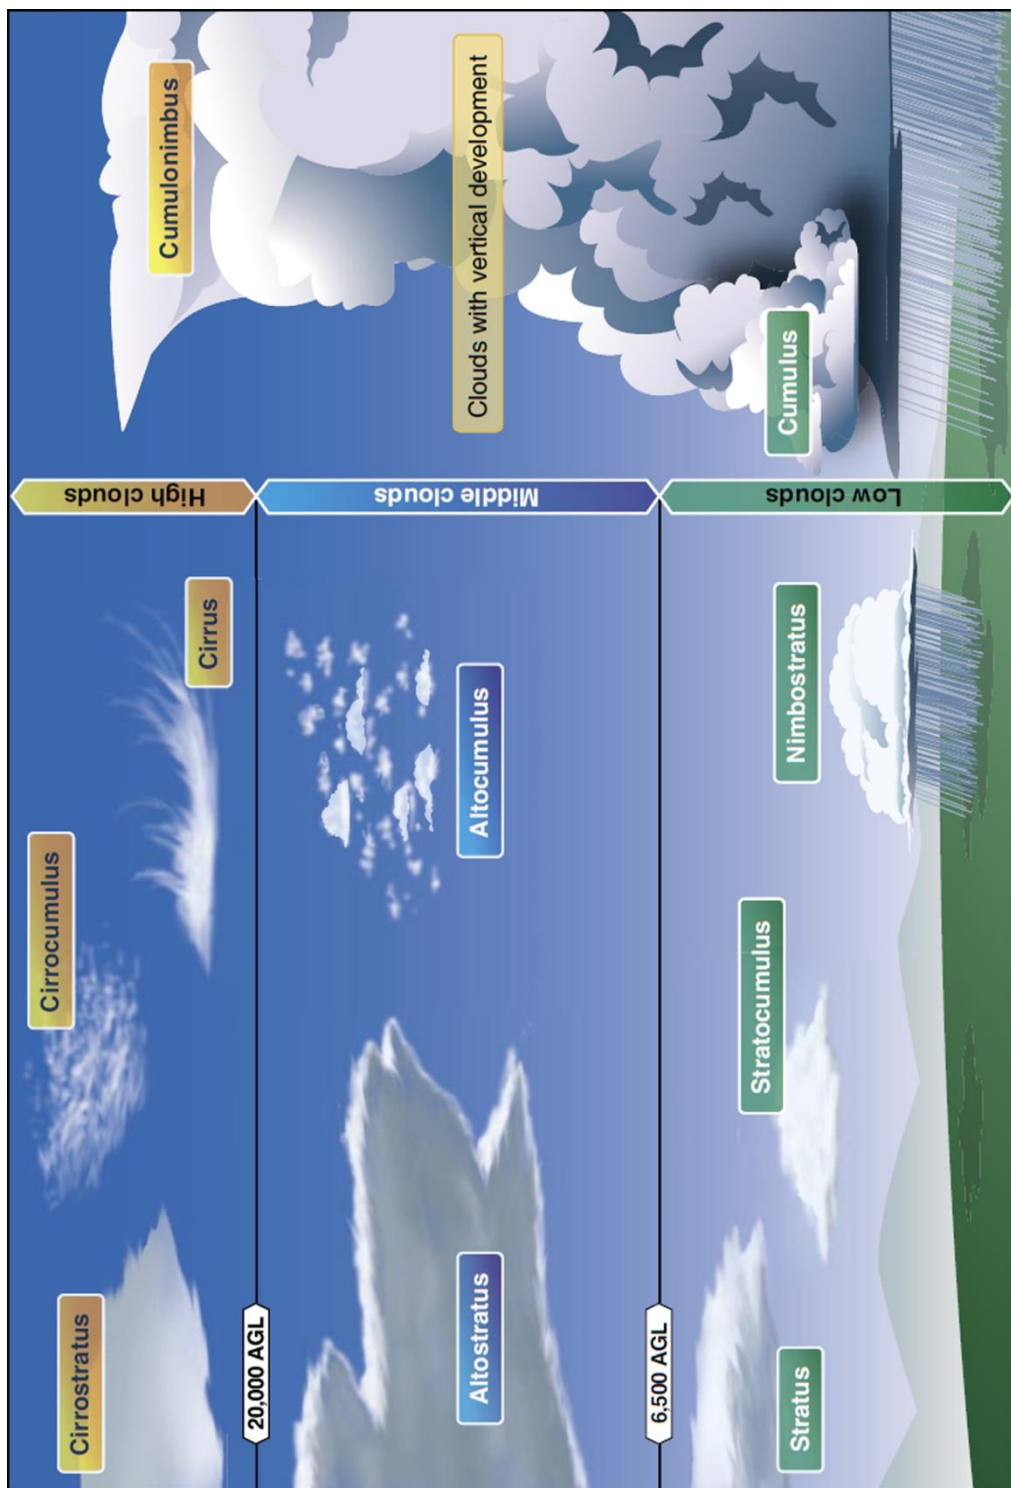 Cirrostratus
Cirrocumulus
Cirrus
High clouds
Cumulonimbus
20,000 AGL
Altostratus
Altocumulus
Middle clouds
Clouds with vertical development
6,500 AGL
Stratus
Stratocumulus
Nimbostratus
Low clouds
Cumulus